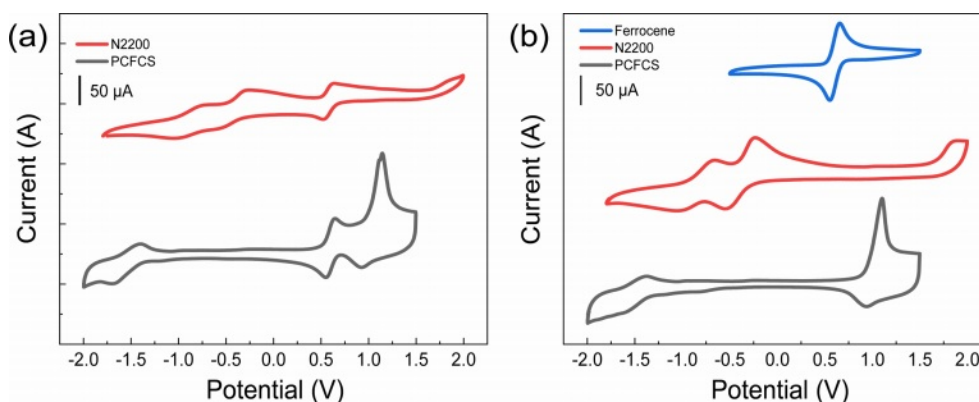 (a)
N2200
PCFCS
50 µA
Current (A)
-2.0 -1.5 -1.0 -0.5 0.0 0.5 1.0 1.5 2.0
Potential (V)
(b)
Ferrocene
N2200
PCFCS
50 µA
Current (A)
-2.0 -1.5 -1.0 -0.5 0.0 0.5 1.0 1.5 2.0
Potential (V)